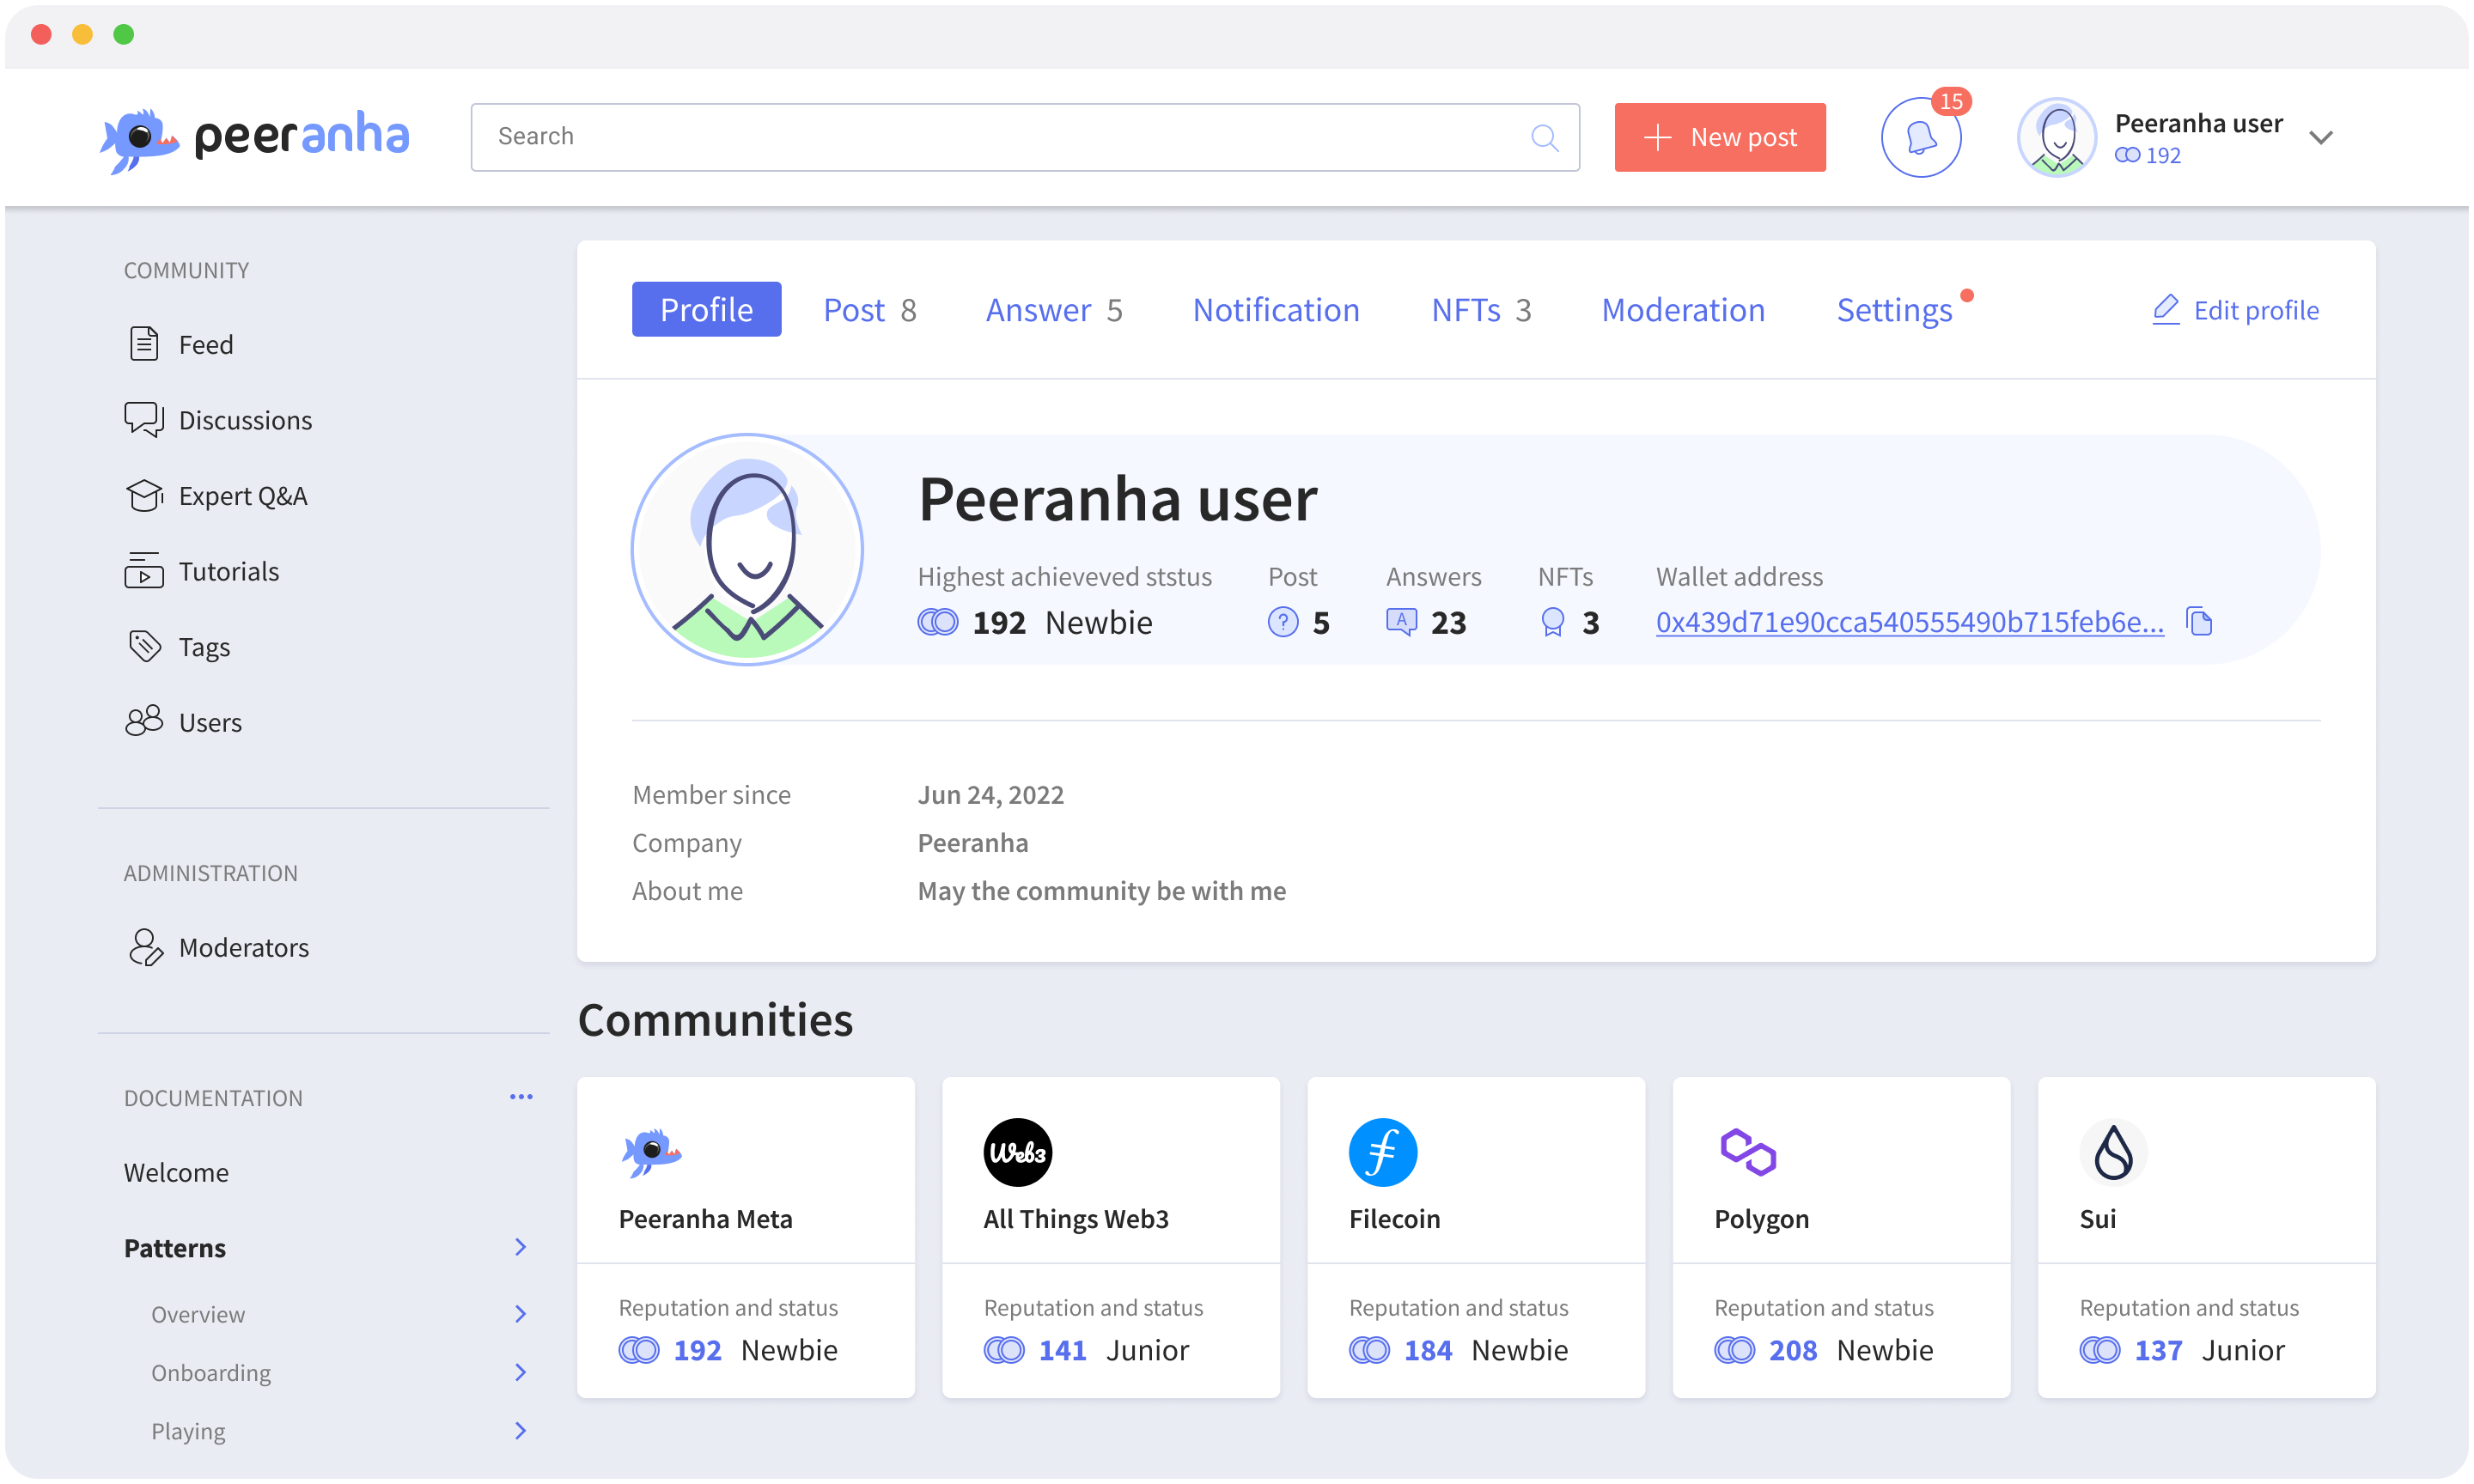 peeranha
Search
New post
15
Peeranha user
192
COMMUNITY
Feed
Discussions
Expert Q&A
Tutorials
Tags
Users
ADMINISTRATION
Moderators
DOCUMENTATION
Welcome
Patterns
Overview
Onboarding
Playing
Profile Post 8 Answer 5 Notification NFTs 3 Moderation Settings Edit profile
Peeranha user
Highest achieveved ststus Post Answers NFTs Wallet address
192 Newbie ? 5 A 23 3 0x439d71e90cca540555490b715feb6e...
Member since Jun 24, 2022
Company Peeranha
About me May the community be with me
Communities
Peeranha Meta
Reputation and status
192 Newbie
Web3
All Things Web3
Reputation and status
141 Junior
Filecoin
Reputation and status
184 Newbie
Polygon
Reputation and status
208 Newbie
Sui
Reputation and status
137 Junior